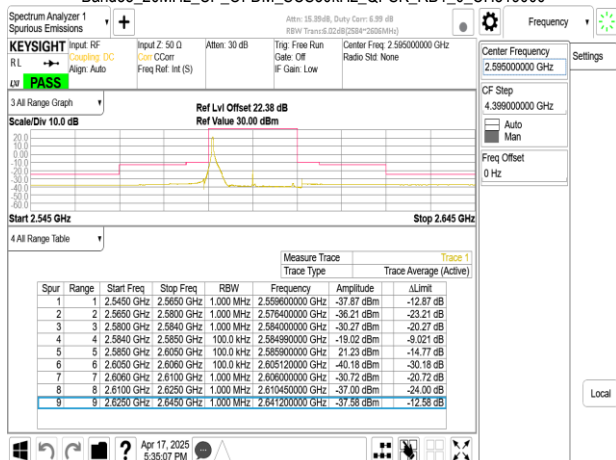 Spectrum Analyzer 1
Spurious Emissions
Attn: 15.39dB, Duty Corr: 6.99 dB
RBW Trans:6.02dB(2584~2606MHz)
Frequency
KEYSIGHT
Input: RF
Coupling: DC
Align: Auto
Input Z: 50 Ω
Corr CCorr
Freq Ref: Int (S)
Atten: 30 dB
Trig: Free Run
Gate: Off
IF Gain: Low
Center Freq: 2.595000000 GHz
Radio Std: None
RL
LXI
PASS
Center Frequency
2.595000000 GHz
Settings
CF Step
4.399000000 GHz
Auto
Man
Freq Offset
0 Hz
3 All Range Graph
Scale/Div 10.0 dB
Ref Lvl Offset 22.38 dB
Ref Value 30.00 dBm
20.0
10.0
0.00
-10.0
-20.0
-30.0
-40.0
-50.0
-60.0
Start 2.545 GHz
Stop 2.645 GHz
4 All Range Table
Measure Trace Trace 1
Trace Type Trace Average (Active)
Spur Range Start Freq Stop Freq RBW Frequency Amplitude ΔLimit
1 1 2.5450 GHz 2.5650 GHz 1.000 MHz 2.559600000 GHz -37.87 dBm -12.87 dB
2 2 2.5650 GHz 2.5800 GHz 1.000 MHz 2.576400000 GHz -36.21 dBm -23.21 dB
3 3 2.5800 GHz 2.5840 GHz 1.000 MHz 2.584000000 GHz -30.27 dBm -20.27 dB
4 4 2.5840 GHz 2.5850 GHz 100.0 kHz 2.584990000 GHz -19.02 dBm -9.021 dB
5 5 2.5850 GHz 2.6050 GHz 100.0 kHz 2.585900000 GHz 21.23 dBm -14.77 dB
6 6 2.6050 GHz 2.6060 GHz 100.0 kHz 2.605120000 GHz -40.18 dBm -30.18 dB
7 7 2.6060 GHz 2.6100 GHz 1.000 MHz 2.606000000 GHz -30.72 dBm -20.72 dB
8 8 2.6100 GHz 2.6250 GHz 1.000 MHz 2.610450000 GHz -37.00 dBm -24.00 dB
9 9 2.6250 GHz 2.6450 GHz 1.000 MHz 2.641200000 GHz -37.58 dBm -12.58 dB
Local
Apr 17, 2025
5:35:07 PM